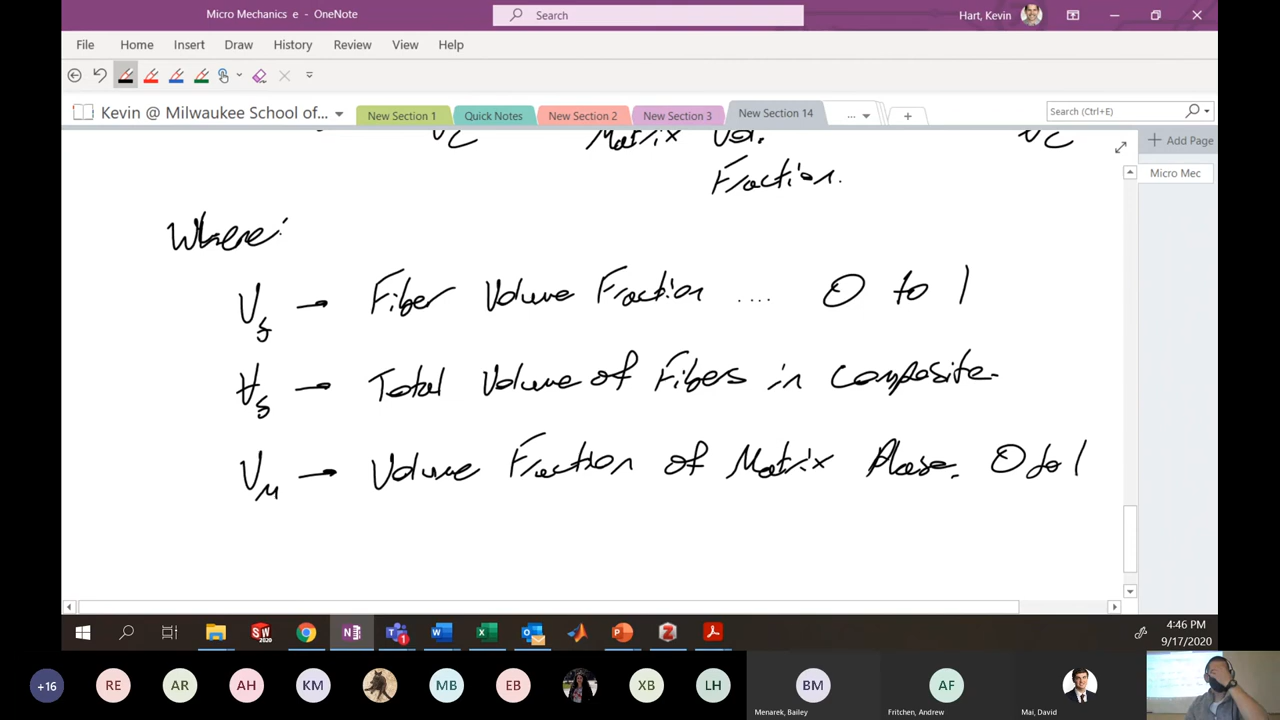 Micro Mechanics e - OneNote
Search
Hart, Kevin
File Home Insert Draw History Review View Help
Kevin @ Milwaukee School of...
New Section 1
Quick Notes
New Section 2
New Section 3
New Section 14
...
Search (Ctrl+E)
Add Page
Micro Mec
Matrix Vol.
Fraction.
Where:
V_f → Fiber Volume Fraction .... 0 to 1
V_f → Total Volume of Fibers in Composite.
V_M → Volume Fraction of Matrix Phase. 0 to 1
4:46 PM
9/17/2020
+16 RE AR AH KM MB EB XB LH BM AF
Menarek, Bailey
Fritchen, Andrew
Mai, David